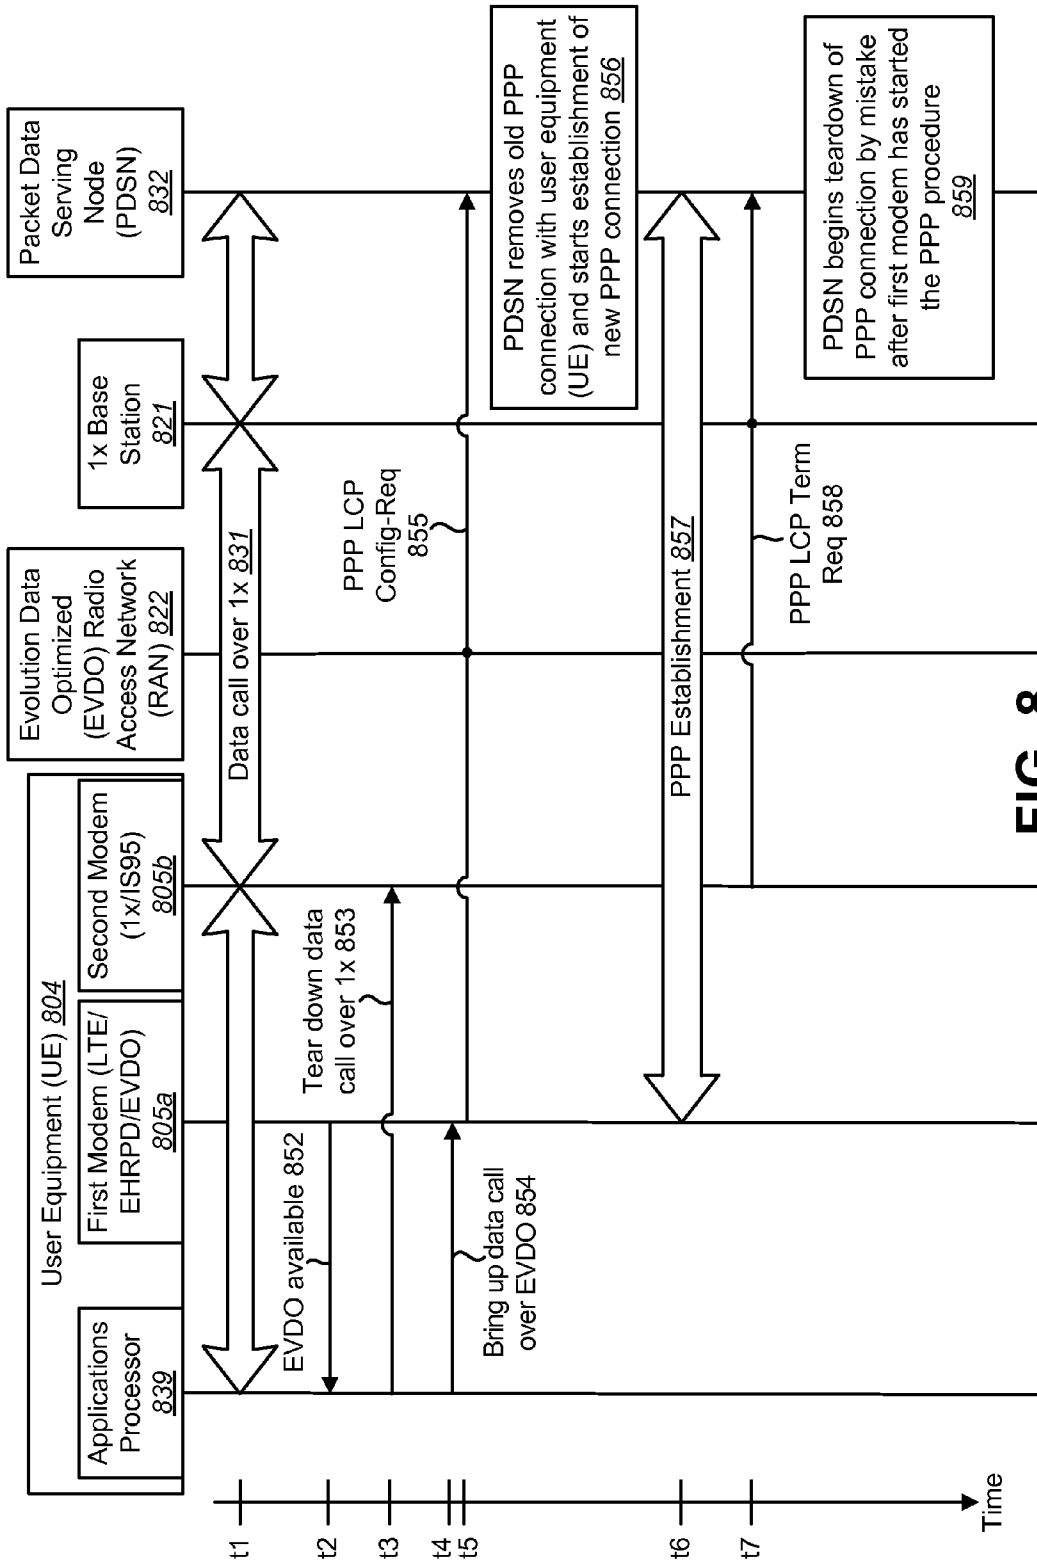 User Equipment (UE) 804
Applications
Processor
839
First Modem (LTE/
EHRPD/EVDO)
805a
Second Modem
(1x/IS95)
805b
Evolution Data
Optimized
(EVDO) Radio
Access Network
(RAN) 822
1x Base
Station
821
Packet Data
Serving
Node
(PDSN)
832
t1
Data call over 1x 831
t2
EVDO available 852
t3
Tear down data
call over 1x 853
t4
Bring up data call
over EVDO 854
t5
PPP LCP
Config-Req
855
PDSN removes old PPP
connection with user equipment
(UE) and starts establishment of
new PPP connection 856
t6
PPP Establishment 857
t7
PPP LCP Term
Req 858
PDSN begins teardown of
PPP connection by mistake
after first modem has started
the PPP procedure
859
Time
FIG. 8